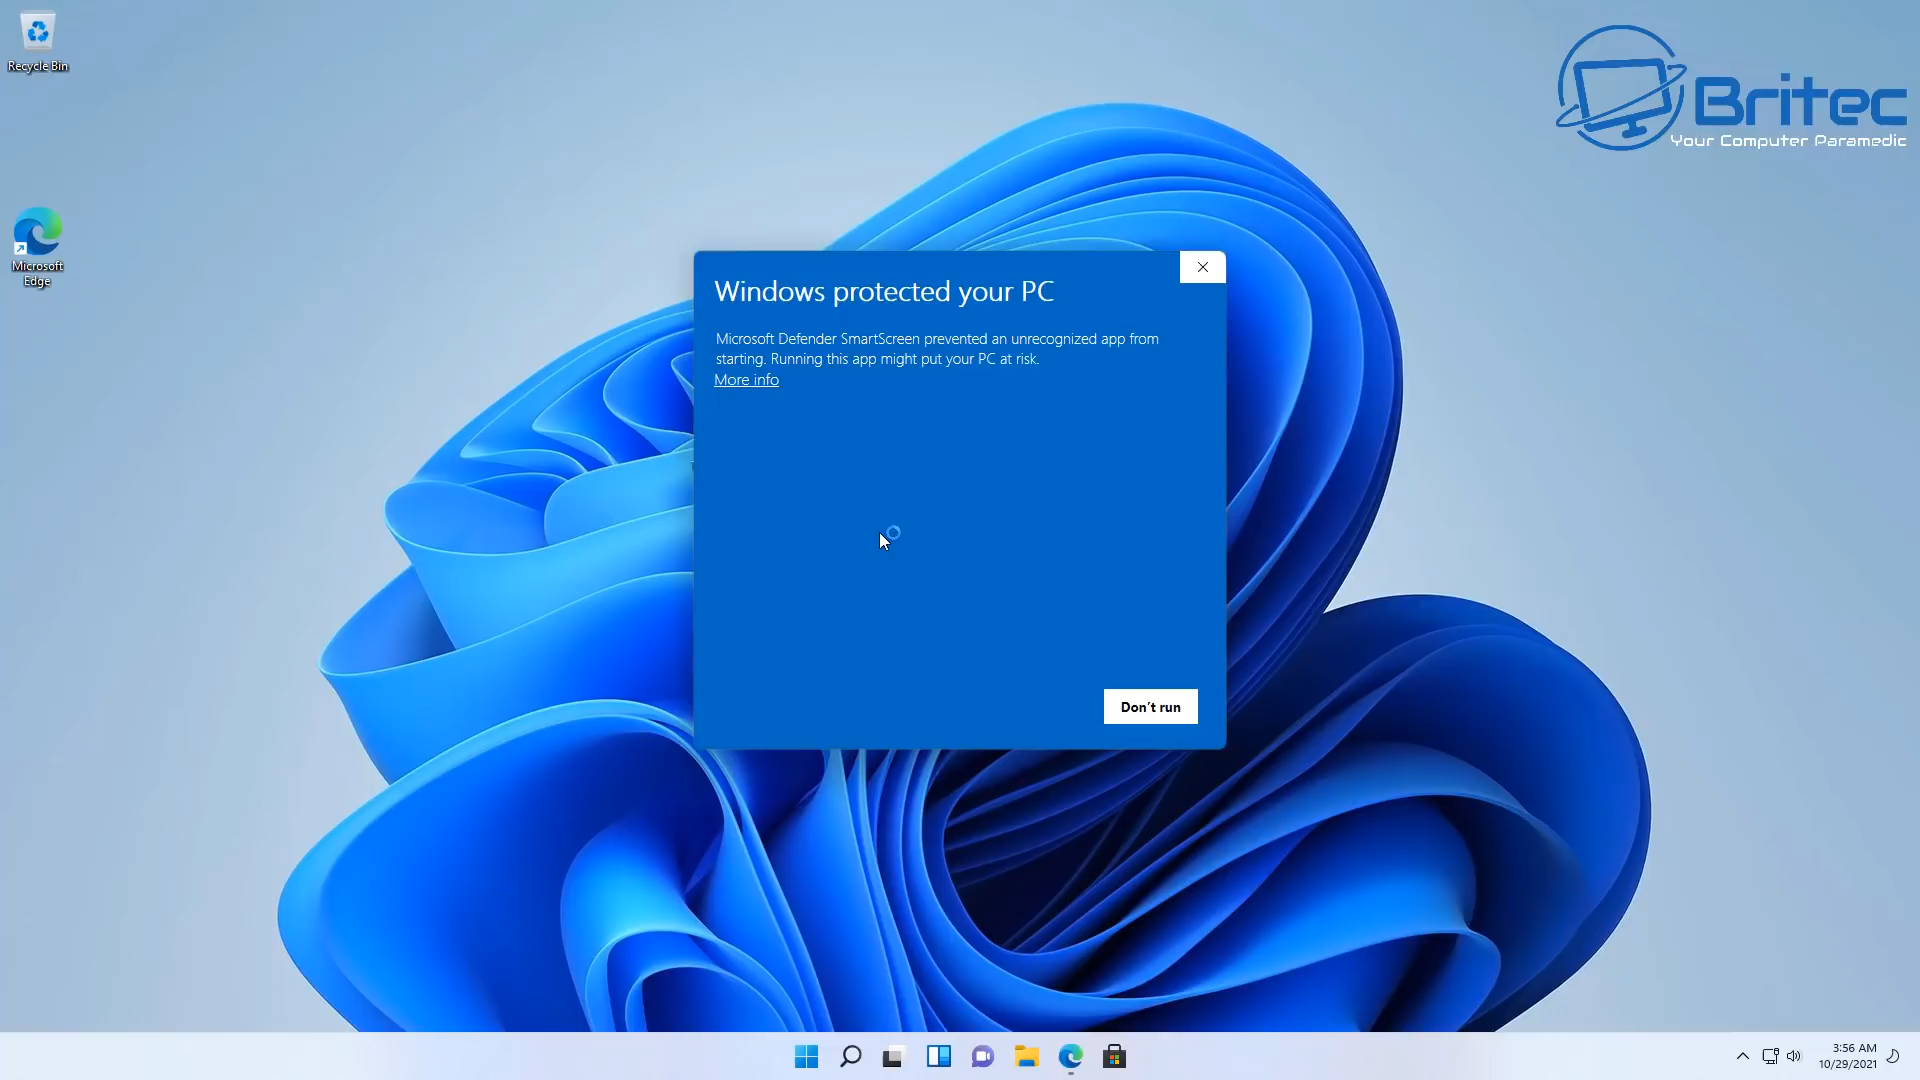 Recycle Bin
Britec
Your Computer Paramedic
Microsoft
Edge
Windows protected your PC
Microsoft Defender SmartScreen prevented an unrecognized app from
starting. Running this app might put your PC at risk.
More info
Don't run
3:56 AM
10/29/2021